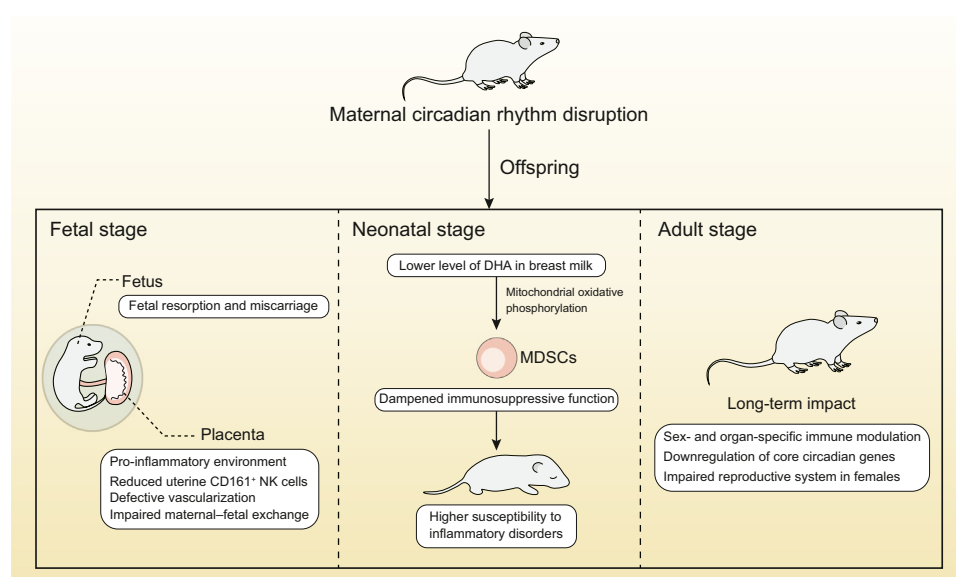 Maternal circadian rhythm disruption
Offspring
Fetal stage
Fetus
Fetal resorption and miscarriage
Placenta
Pro-inflammatory environment
Reduced uterine CD161⁺ NK cells
Defective vascularization
Impaired maternal–fetal exchange
Neonatal stage
Lower level of DHA in breast milk
Mitochondrial oxidative
phosphorylation
MDSCs
Dampened immunosuppressive function
Higher susceptibility to
inflammatory disorders
Adult stage
Long-term impact
Sex- and organ-specific immune modulation
Downregulation of core circadian genes
Impaired reproductive system in females